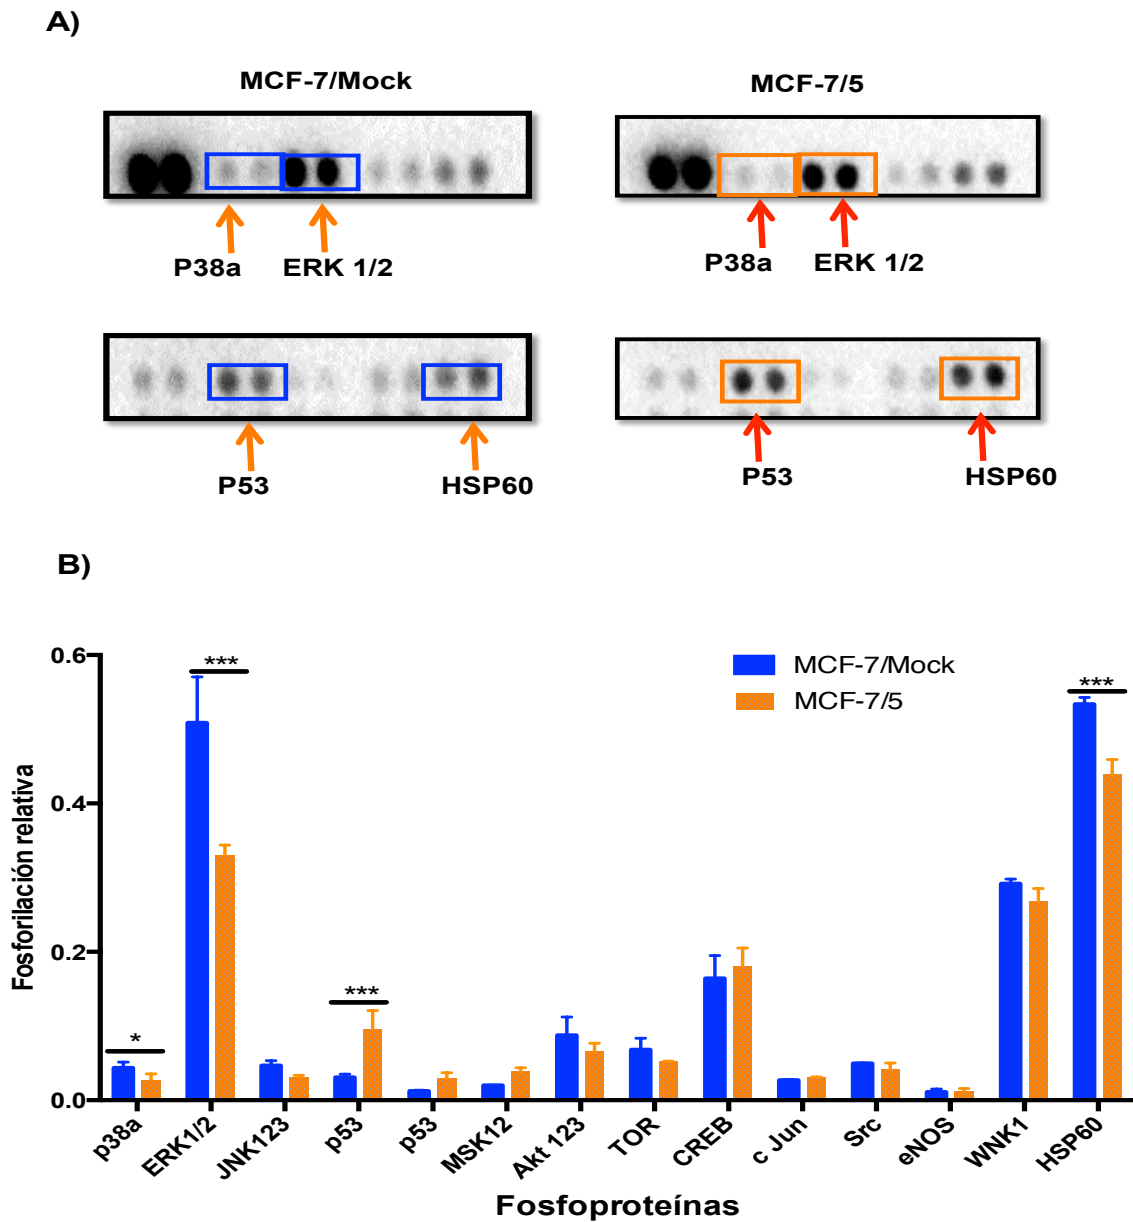 A)
MCF-7/Mock
MCF-7/5
P38a
ERK 1/2
P38a
ERK 1/2
P53
HSP60
P53
HSP60
B)
Fosforilación relativa
0.6
0.4
0.2
0.0
MCF-7/Mock
MCF-7/5
*
***
***
***
p38a
ERK1/2
JNK123
p53
p53
MSK12
Akt 123
TOR
CREB
c Jun
Src
eNOS
WNK1
HSP60
Fosfoproteínas